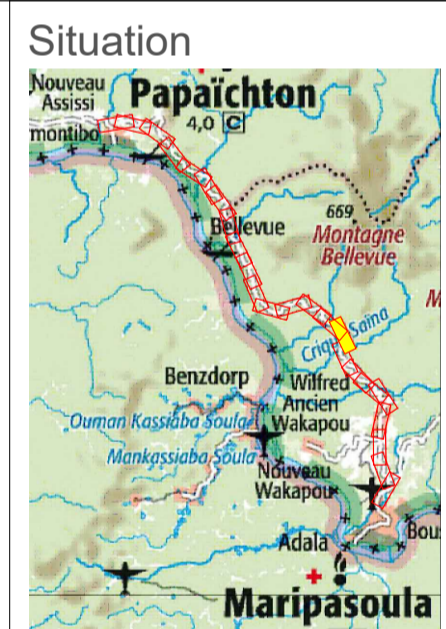 Situation
Nouveau
Assissi
Papaïchton
montibo
4,0 C
Bellevue
669
Montagne
Bellevue
M
Crique Saïna
Benzdorp
Wilfred
Ancien
Wakapou
Ouman Kassiaba Soula
Mankassiaba Soula
Nouveau
Wakapou
Adala
Bous
Maripasoula